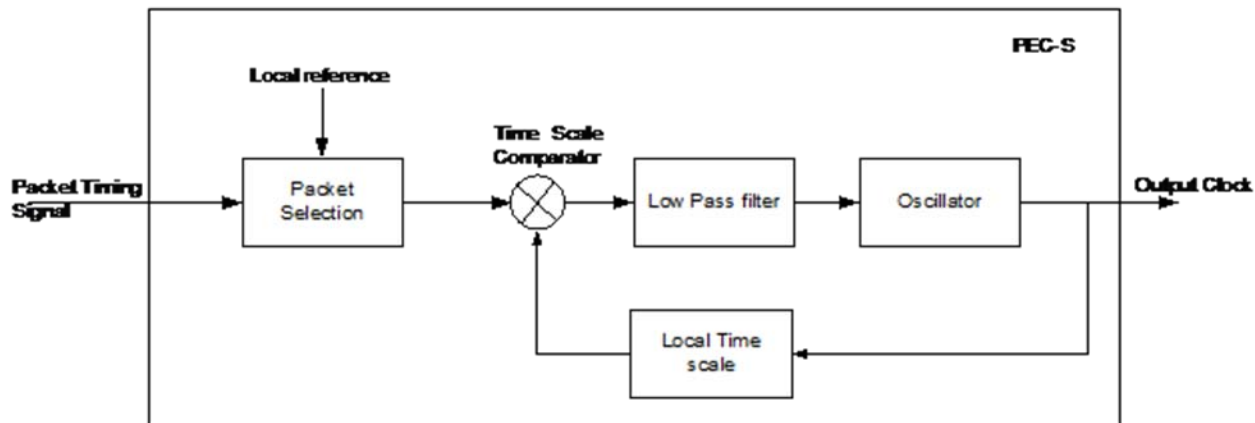 PEC-S
Local reference
Time Scale
Comparator
Packet Timing
Signal
Packet
Selection
Low Pass filter
Oscillator
Output Clock
Local Time
scale